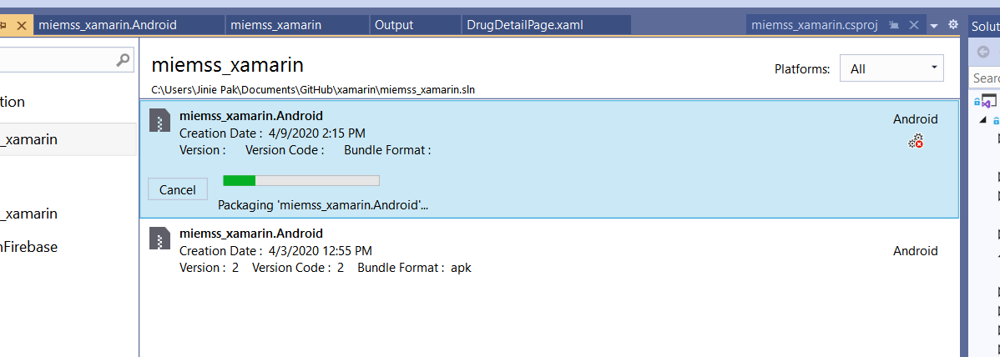 miemss_xamarin.Android miemss_xamarin Output DrugDetailPage.xaml miemss_xamarin.csproj
Solut
miemss_xamarin
Platforms: All
C:\Users\Jinie Pak\Documents\GitHub\xamarin\miemss_xamarin.sln
Searc
tion
_xamarin
_xamarin
nFirebase
miemss_xamarin.Android
Creation Date : 4/9/2020 2:15 PM
Android
Version : Version Code : Bundle Format :
Cancel
Packaging 'miemss_xamarin.Android'...
miemss_xamarin.Android
Creation Date : 4/3/2020 12:55 PM
Android
Version : 2 Version Code : 2 Bundle Format : apk